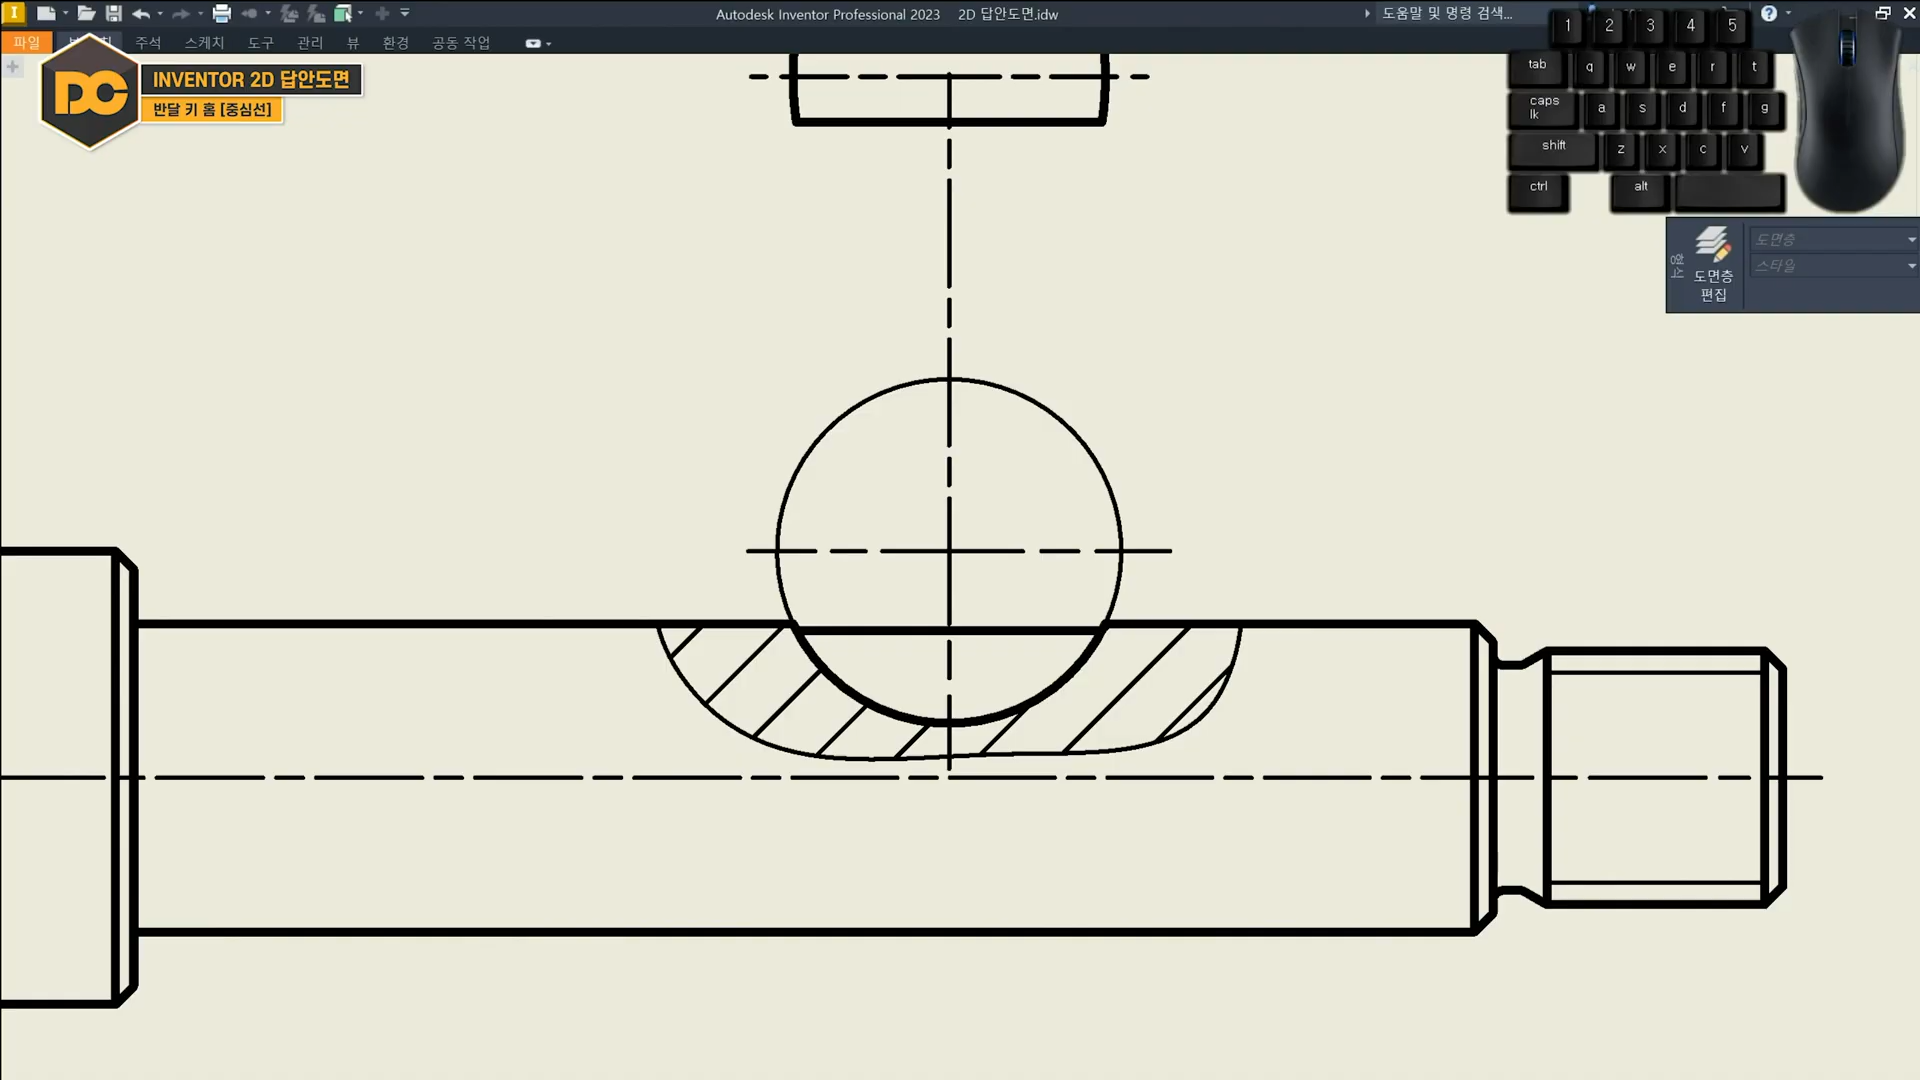 Autodesk Inventor Professional 2023 2D 답안도면.idw
도움말 및 명령 검색...
파일
주석
스케치
도구
관리
뷰
환경
공동 작업
DC
INVENTOR 2D 답안도면
반달 키 홈 [중심선]
1 2 3 4 5
tab q w e r t
caps lk a s d f g
shift z x c v
ctrl alt
형식
도면층
편집
도면층
스타일